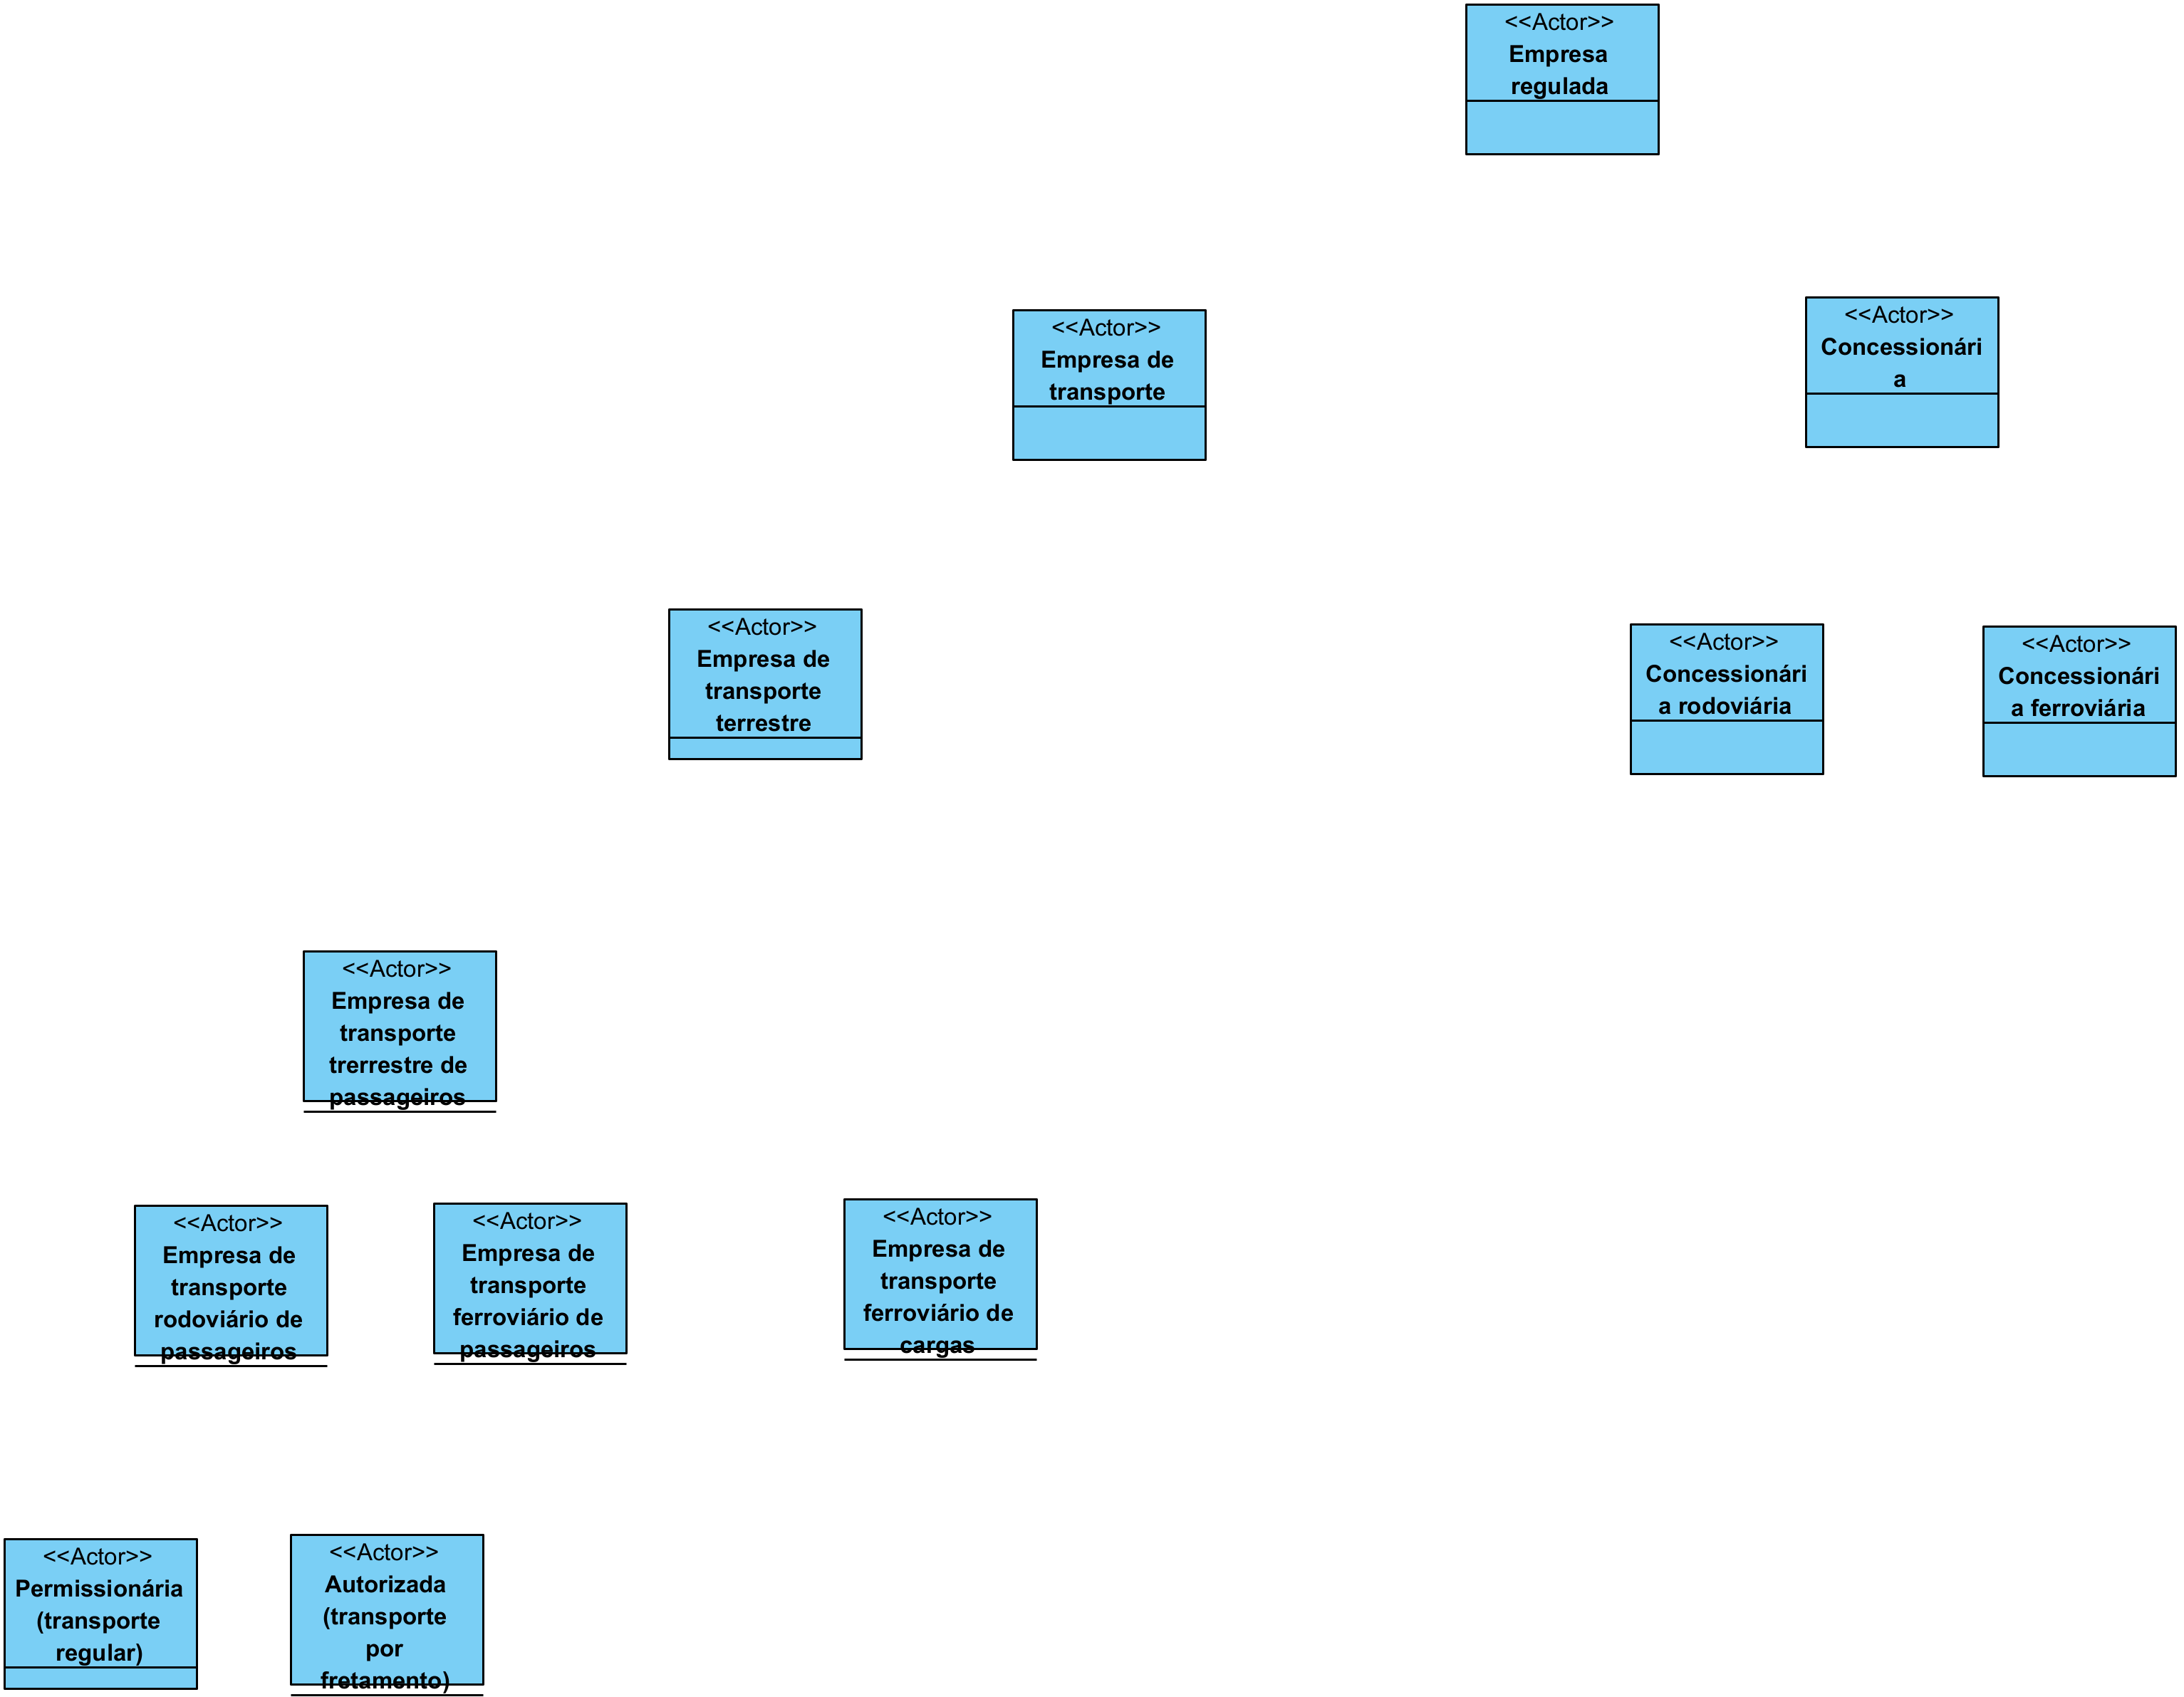 <<Actor>>
Empresa
regulada
<<Actor>>
Empresa de
transporte
<<Actor>>
Concessionári
a
<<Actor>>
Empresa de
transporte
terrestre
<<Actor>>
Concessionári
a rodoviária
<<Actor>>
Concessionári
a ferroviária
<<Actor>>
Empresa de
transporte
trerrestre de
passageiros
<<Actor>>
Empresa de
transporte
rodoviário de
passageiros
<<Actor>>
Empresa de
transporte
ferroviário de
passageiros
<<Actor>>
Empresa de
transporte
ferroviário de
cargas
<<Actor>>
Permissionária
(transporte
regular)
<<Actor>>
Autorizada
(transporte
por
fretamento)